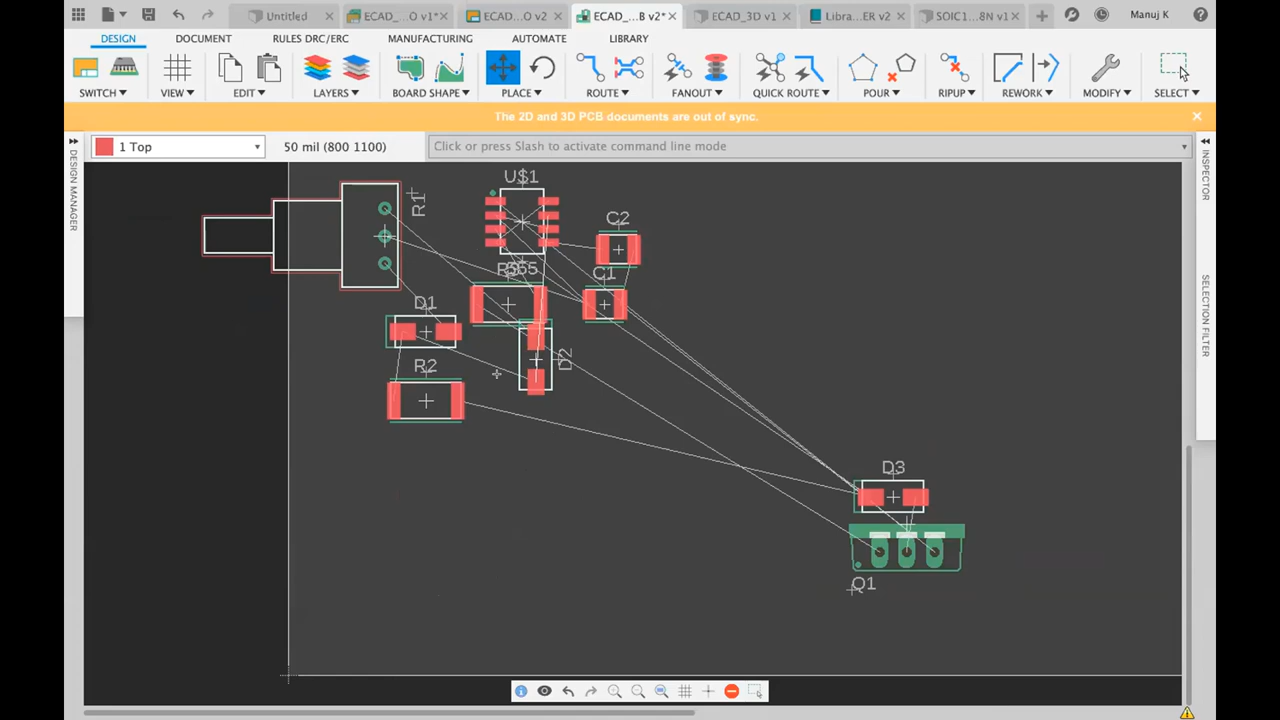 Untitled
ECAD_...O v1*
ECAD_...O v2
ECAD_...B v2*
ECAD_3D v1
Libra...ER v2
SOIC1...8N v1
Manuj K
DESIGN
DOCUMENT
RULES DRC/ERC
MANUFACTURING
AUTOMATE
LIBRARY
SWITCH
VIEW
EDIT
LAYERS
BOARD SHAPE
PLACE
ROUTE
FANOUT
QUICK ROUTE
POUR
RIPUP
REWORK
MODIFY
SELECT
The 2D and 3D PCB documents are out of sync.
1 Top
50 mil (800 1100)
Click or press Slash to activate command line mode
DESIGN MANAGER
INSPECTOR
SELECTION FILTER
U$1
R1
C2
C1
D1
D2
R2
D3
Q1